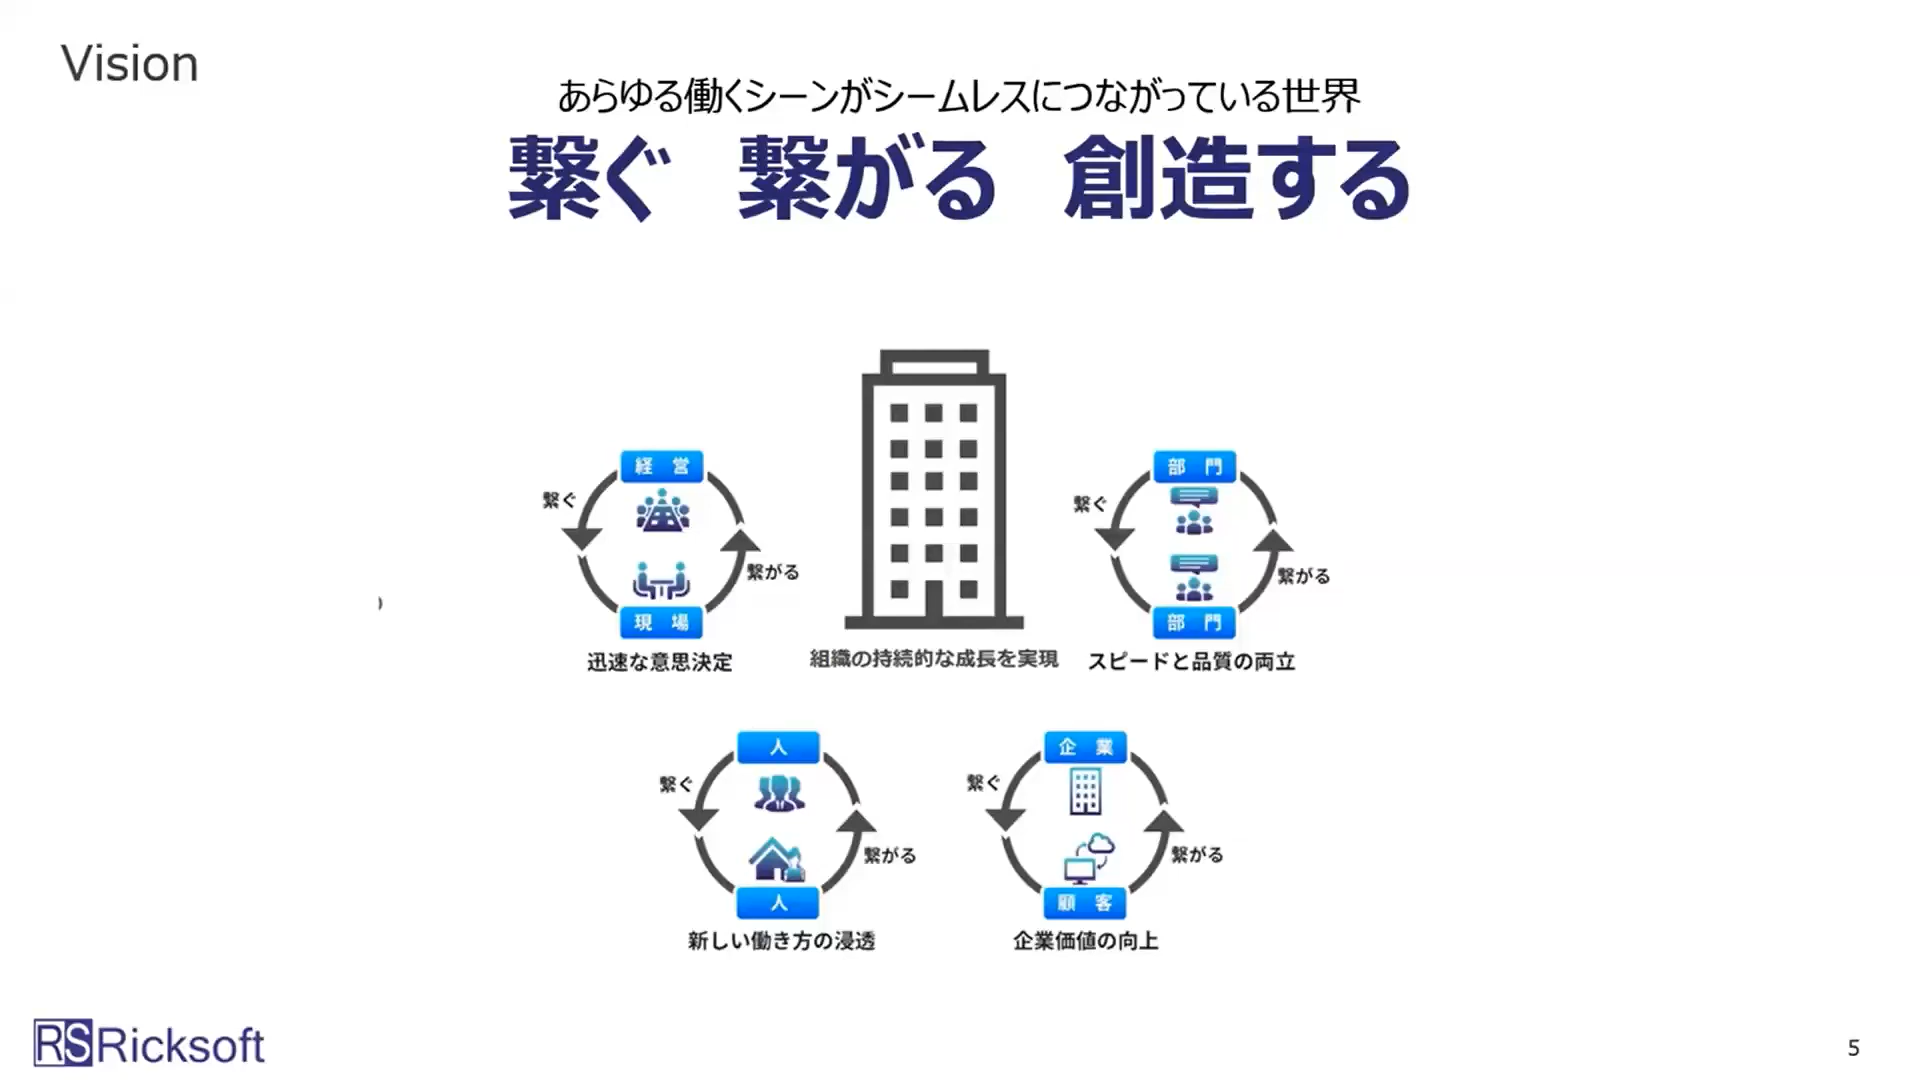 Vision
あらゆる働くシーンがシームレスにつながっている世界
繋ぐ 繋がる 創造する
経 営
繋ぐ
繋がる
現 場
迅速な意思決定
組織の持続的な成長を実現
部 門
繋ぐ
繋がる
部 門
スピードと品質の両立
人
繋ぐ
繋がる
人
新しい働き方の浸透
企 業
繋ぐ
繋がる
顧 客
企業価値の向上
RS Ricksoft
5